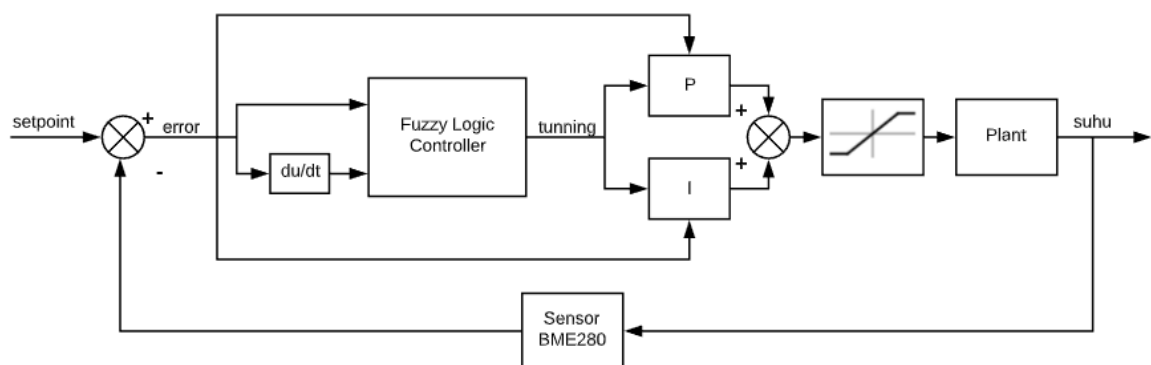 setpoint
+
error
-
du/dt
Fuzzy Logic
Controller
tunning
P
I
+
+
Plant
suhu
Sensor
BME280